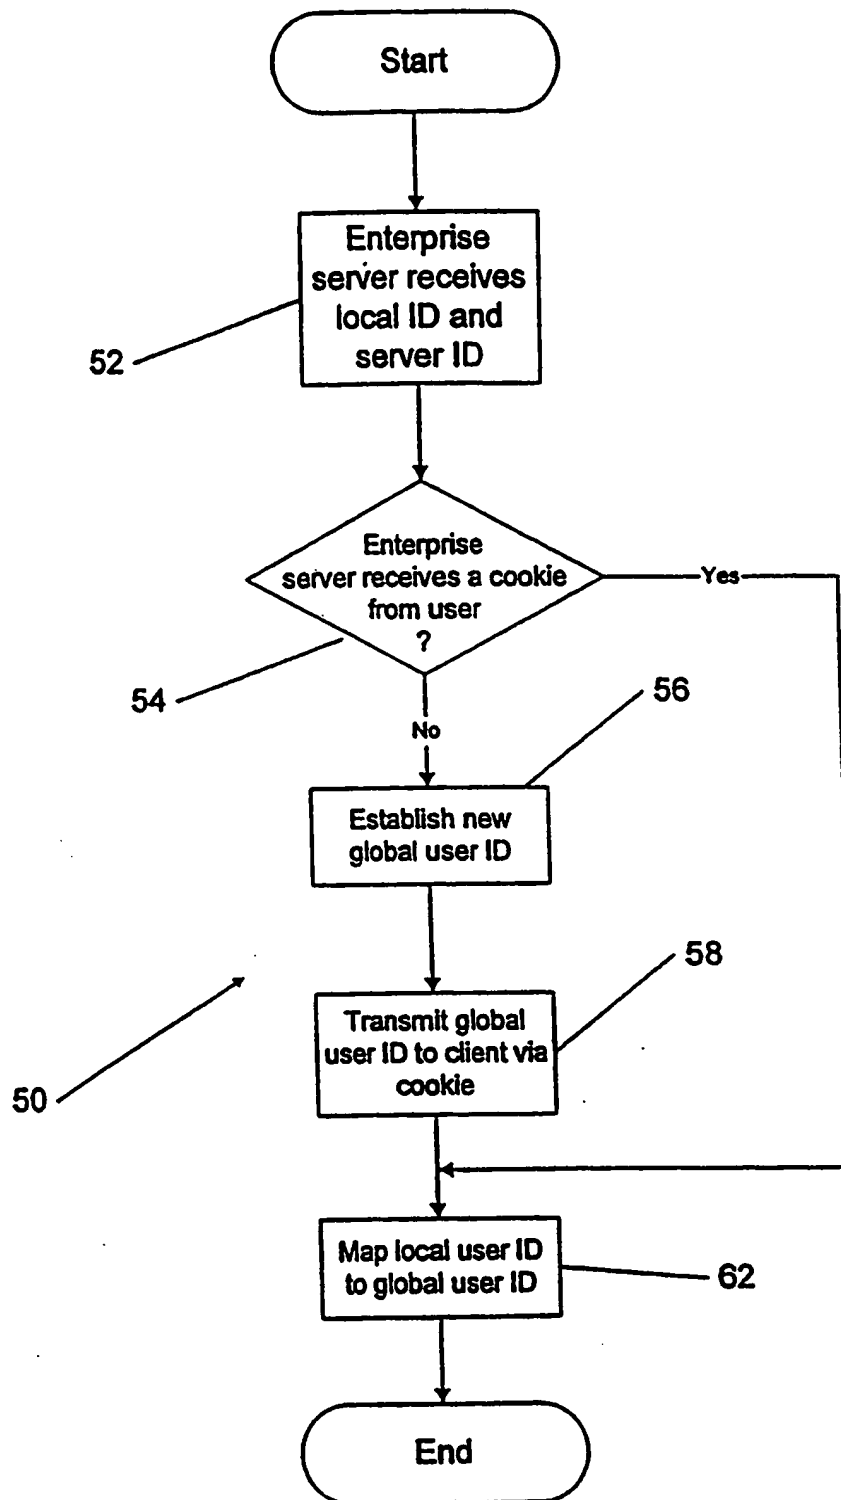 Start
Enterprise
server receives
local ID and
server ID
52
Enterprise
server receives a cookie
from user
?
Yes
54
56
No
Establish new
global user ID
58
Transmit global
user ID to client via
cookie
50
Map local user ID
to global user ID
62
End